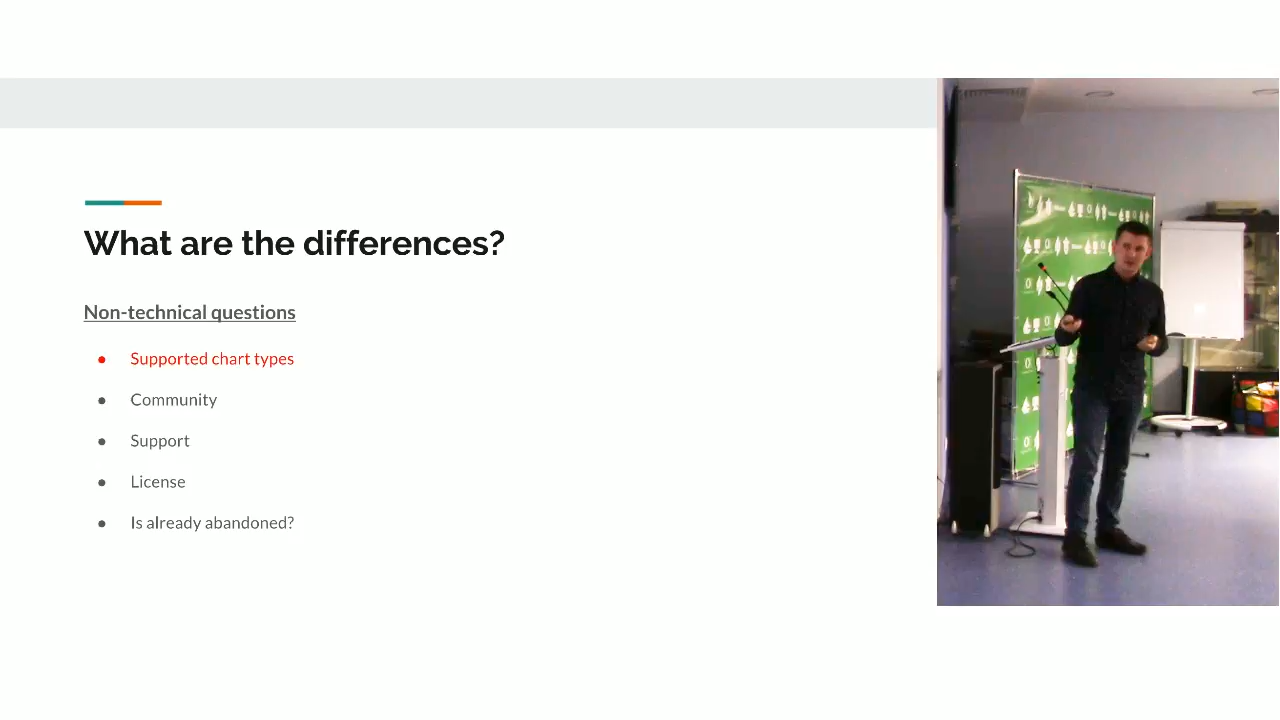 What are the differences?
Non-technical questions
● Supported chart types
● Community
● Support
● License
● Is already abandoned?